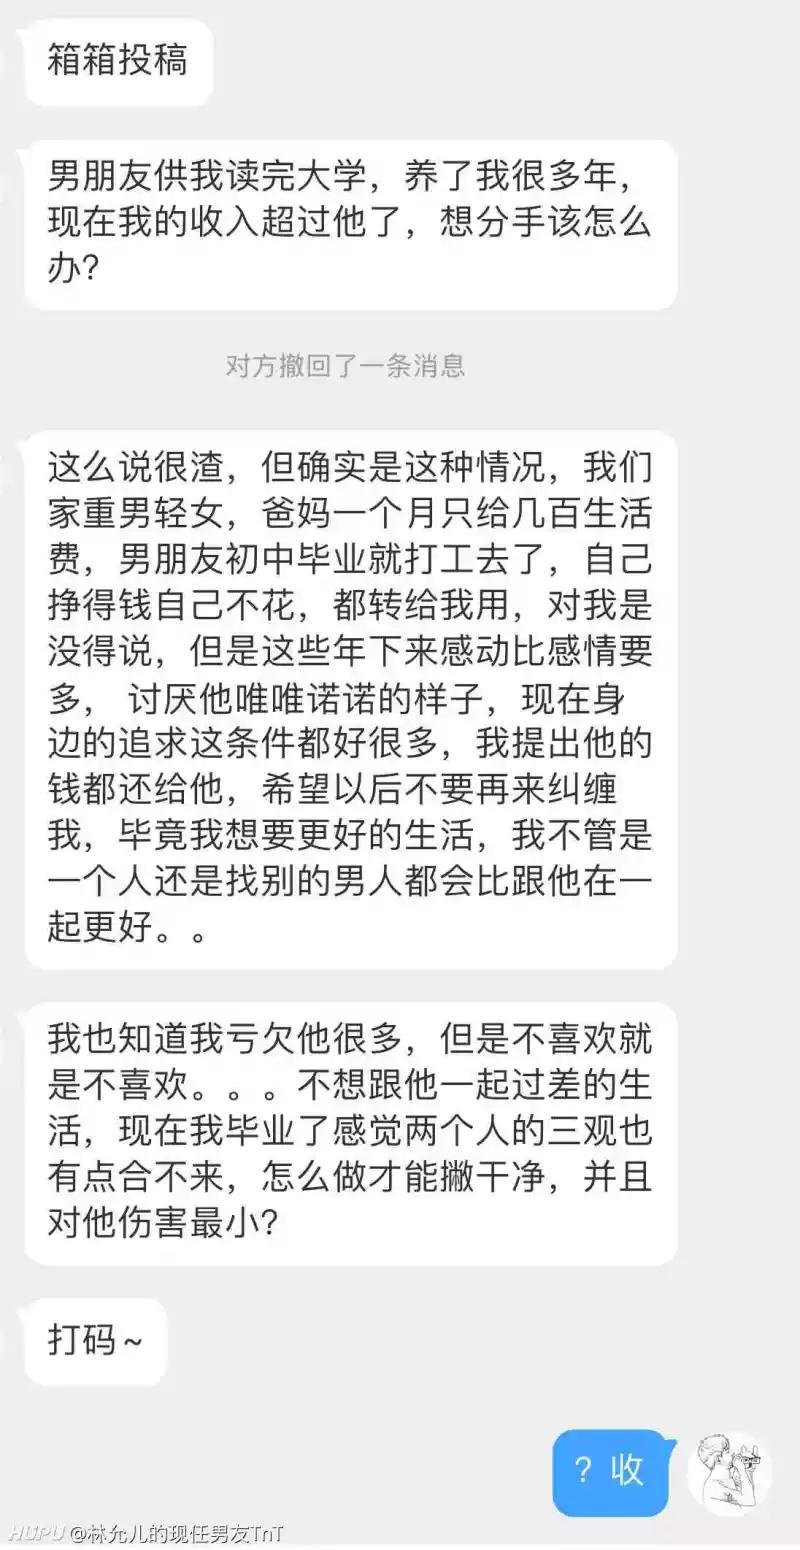 箱箱投稿
男朋友供我读完大学，养了我很多年，
现在我的收入超过他了，想分手该怎么
办？
对方撤回了一条消息
这么说很渣，但确实是这种情况，我们
家重男轻女，爸妈一个月只给几百生活
费，男朋友初中毕业就打工去了，自己
挣得钱自己不花，都转给我用，对我是
没得说，但是这些年下来感动比感情要
多， 讨厌他唯唯诺诺的样子，现在身
边的追求这条件都好很多，我提出他的
钱都还给他，希望以后不要再来纠缠
我，毕竟我想要更好的生活，我不管是
一个人还是找别的男人都会比跟他在一
起更好。。
我也知道我亏欠他很多，但是不喜欢就
是不喜欢。。。不想跟他一起过差的生
活，现在我毕业了感觉两个人的三观也
有点合不来，怎么做才能撇干净，并且
对他伤害最小？
打码～
？收
HUPU @林允儿的现任男友TnT